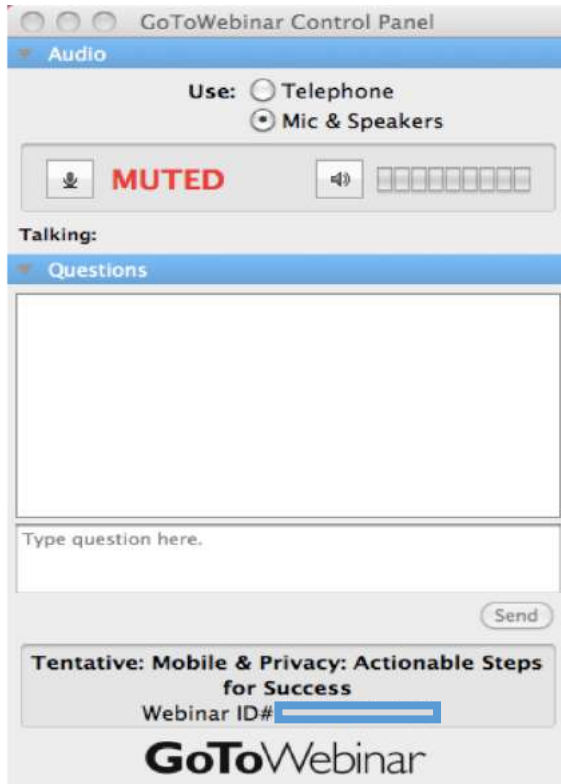 GoToWebinar Control Panel
Audio
Use: Telephone
Mic & Speakers
MUTED
Talking:
Questions
Type question here.
Send
Tentative: Mobile & Privacy: Actionable Steps
for Success
Webinar ID#
GoToWebinar